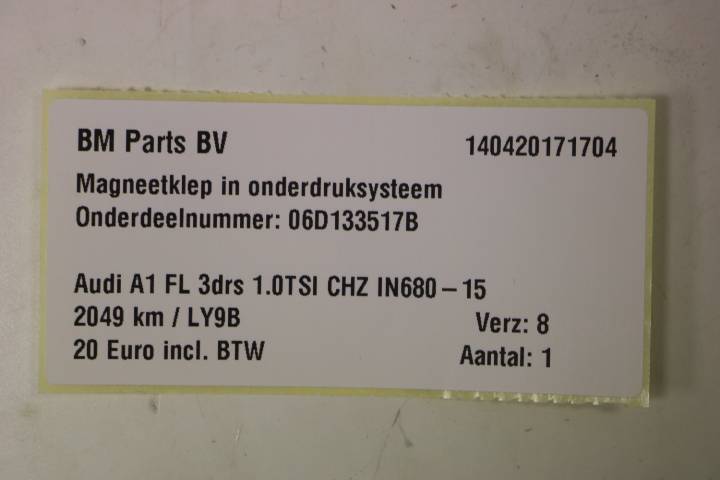 BM Parts BV 140420171704
Magneetklep in onderdruksysteem
Onderdeelnummer: 06D133517B
Audi A1 FL 3drs 1.0TSI CHZ IN680-15
2049 km / LY9B Verz: 8
20 Euro incl. BTW Aantal: 1